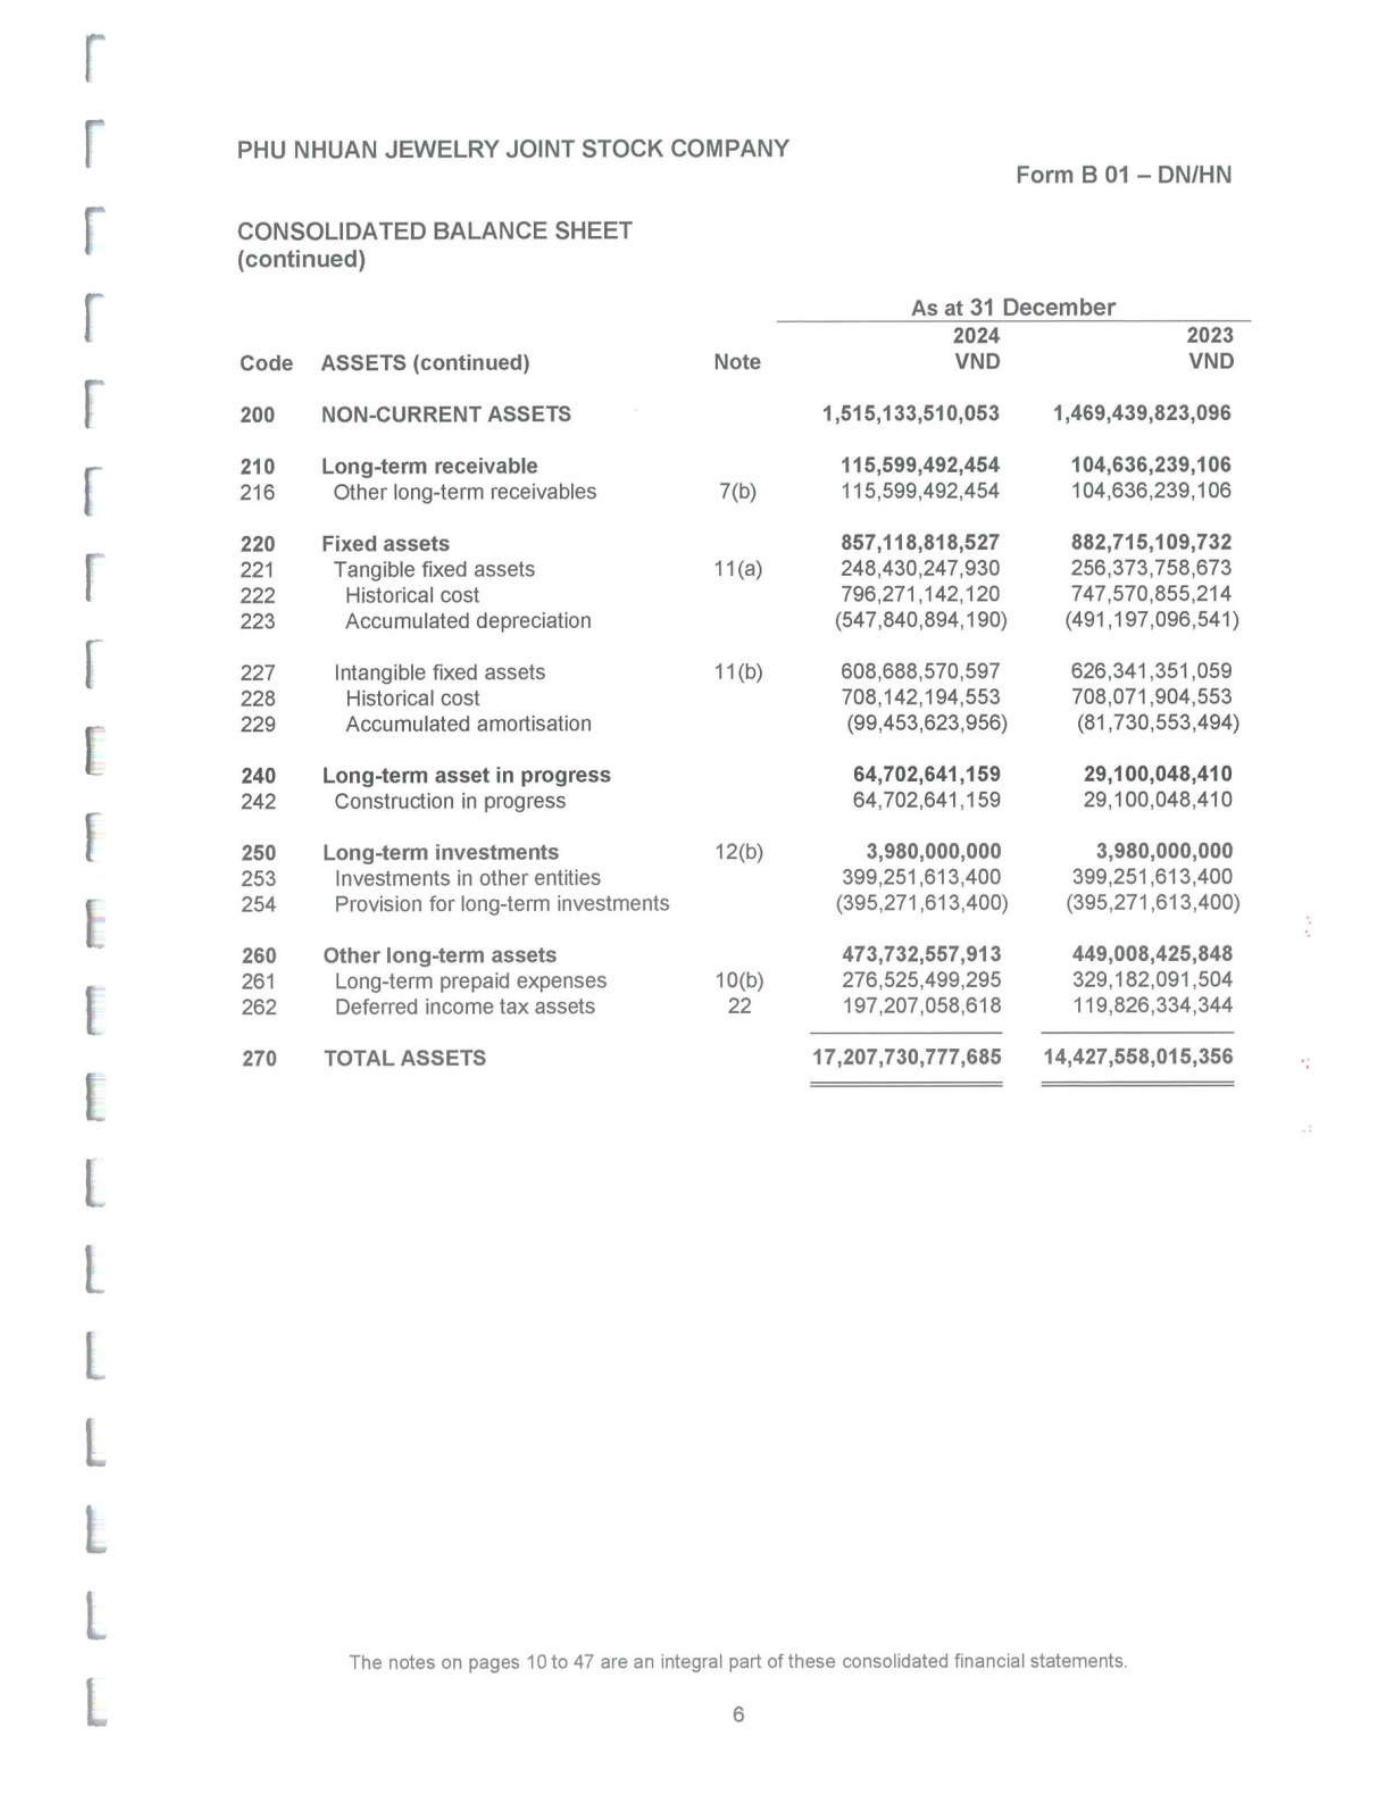 PHU NHUAN JEWELRY JOINT STOCK COMPANY
Form B 01 – DN/HN
CONSOLIDATED BALANCE SHEET
(continued)
As at 31 December
2024 2023
Code ASSETS (continued) Note VND VND
200 NON-CURRENT ASSETS 1,515,133,510,053 1,469,439,823,096
210 Long-term receivable 115,599,492,454 104,636,239,106
216 Other long-term receivables 7(b) 115,599,492,454 104,636,239,106
220 Fixed assets 857,118,818,527 882,715,109,732
221 Tangible fixed assets 11(a) 248,430,247,930 256,373,758,673
222 Historical cost 796,271,142,120 747,570,855,214
223 Accumulated depreciation (547,840,894,190) (491,197,096,541)
227 Intangible fixed assets 11(b) 608,688,570,597 626,341,351,059
228 Historical cost 708,142,194,553 708,071,904,553
229 Accumulated amortisation (99,453,623,956) (81,730,553,494)
240 Long-term asset in progress 64,702,641,159 29,100,048,410
242 Construction in progress 64,702,641,159 29,100,048,410
250 Long-term investments 12(b) 3,980,000,000 3,980,000,000
253 Investments in other entities 399,251,613,400 399,251,613,400
254 Provision for long-term investments (395,271,613,400) (395,271,613,400)
260 Other long-term assets 473,732,557,913 449,008,425,848
261 Long-term prepaid expenses 10(b) 276,525,499,295 329,182,091,504
262 Deferred income tax assets 22 197,207,058,618 119,826,334,344
270 TOTAL ASSETS 17,207,730,777,685 14,427,558,015,356
The notes on pages 10 to 47 are an integral part of these consolidated financial statements.
6